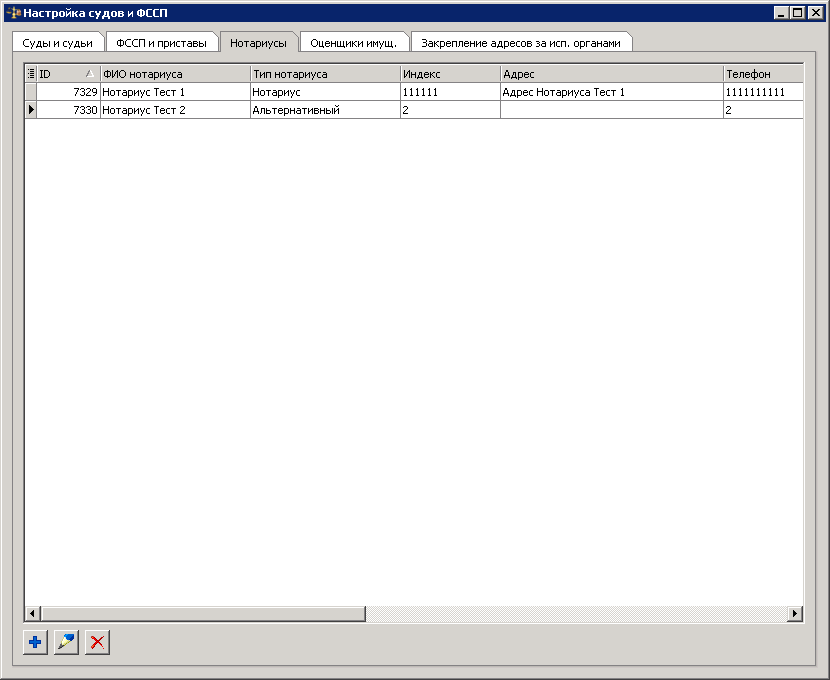 Настройка судов и ФССП
Суды и судьи ФССП и приставы Нотариусы Оценщики имущ. Закрепление адресов за исп. органами
ID ФИО нотариуса Тип нотариуса Индекс Адрес Телефон
7329 Нотариус Тест 1 Нотариус 111111 Адрес Нотариуса Тест 1 1111111111
7330 Нотариус Тест 2 Альтернативный 2 2